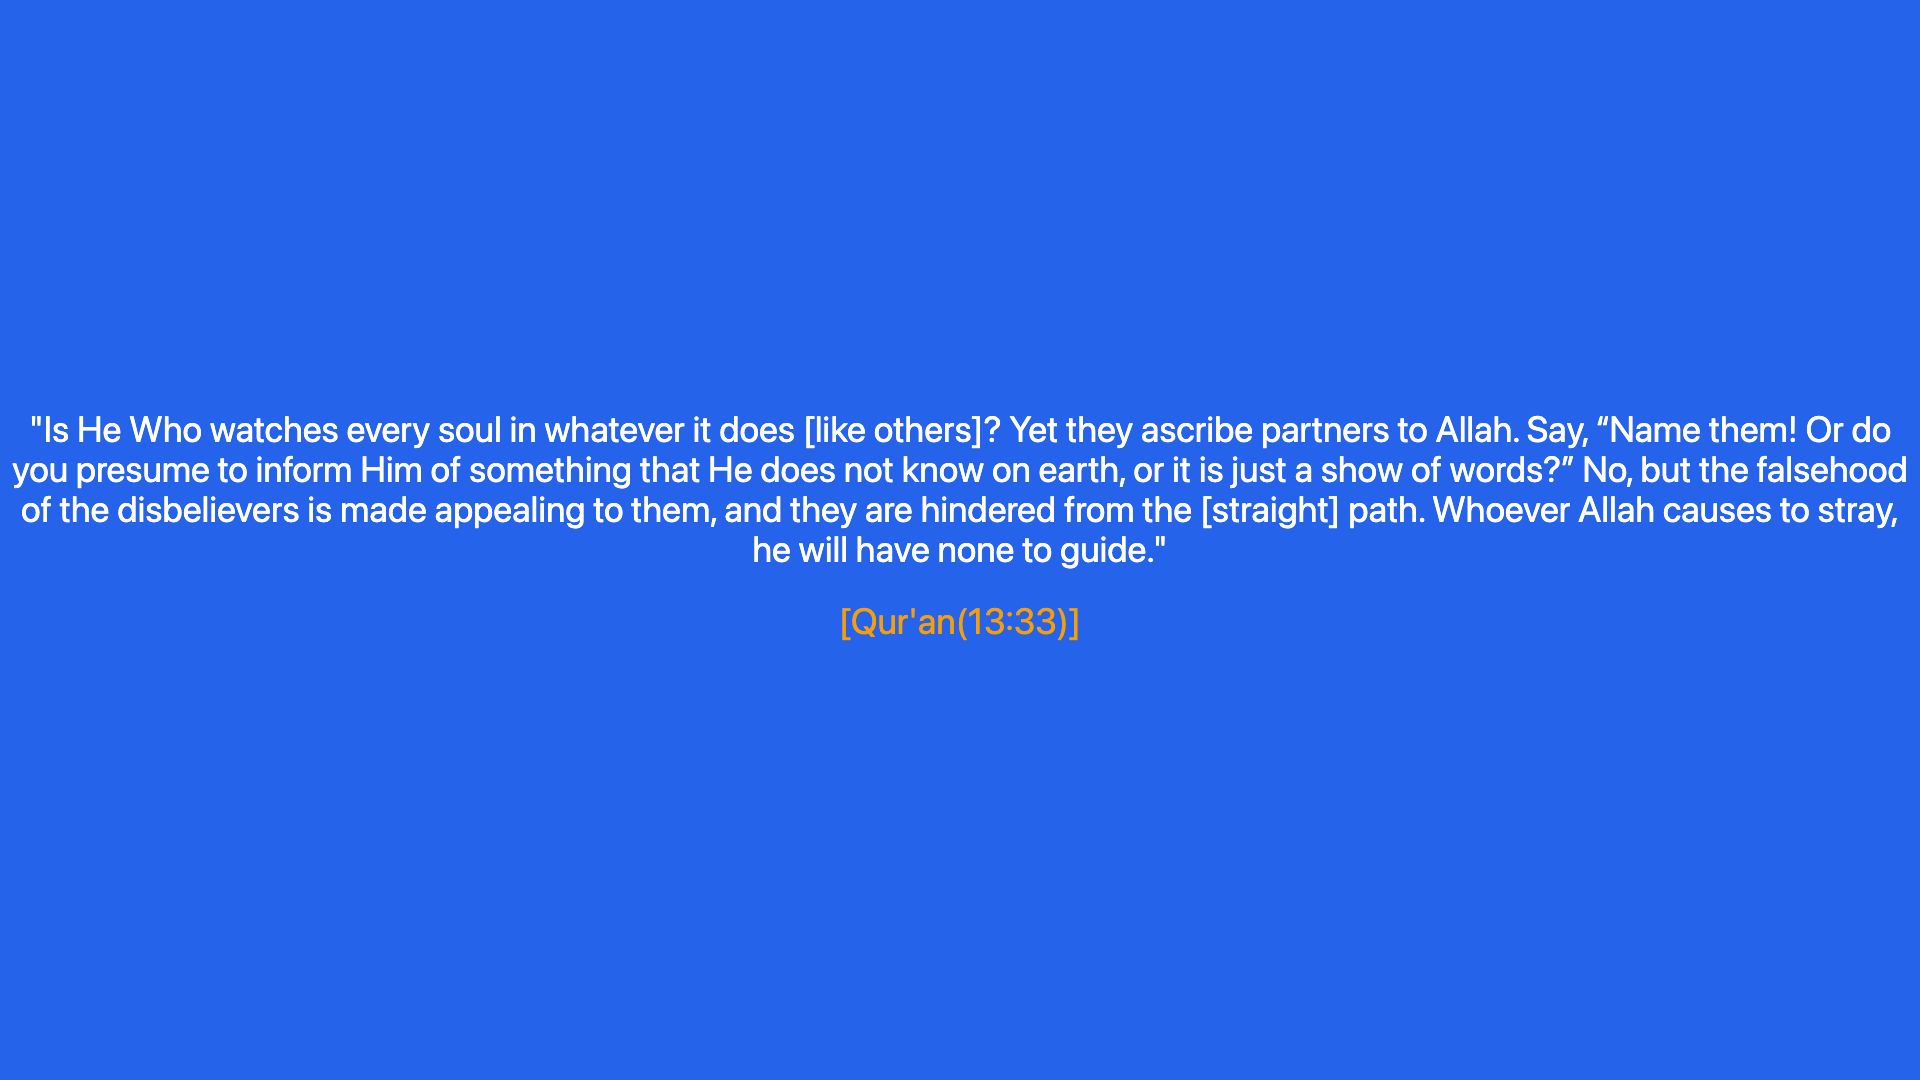 "Is He Who watches every soul in whatever it does [like others]? Yet they ascribe partners to Allah. Say, “Name them! Or do
you presume to inform Him of something that He does not know on earth, or it is just a show of words?” No, but the falsehood
of the disbelievers is made appealing to them, and they are hindered from the [straight] path. Whoever Allah causes to stray,
he will have none to guide."
[Qur'an(13:33)]